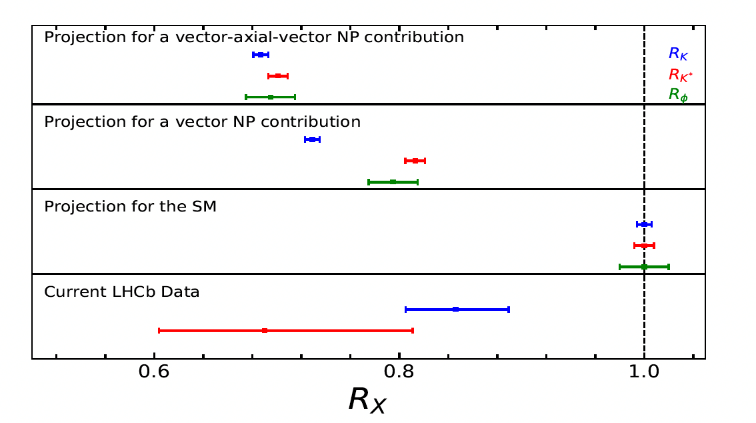 Projection for a vector-axial-vector NP contribution
R_K
R_{K*}
R_ϕ
Projection for a vector NP contribution
Projection for the SM
Current LHCb Data
0.6 0.8 1.0
R_X